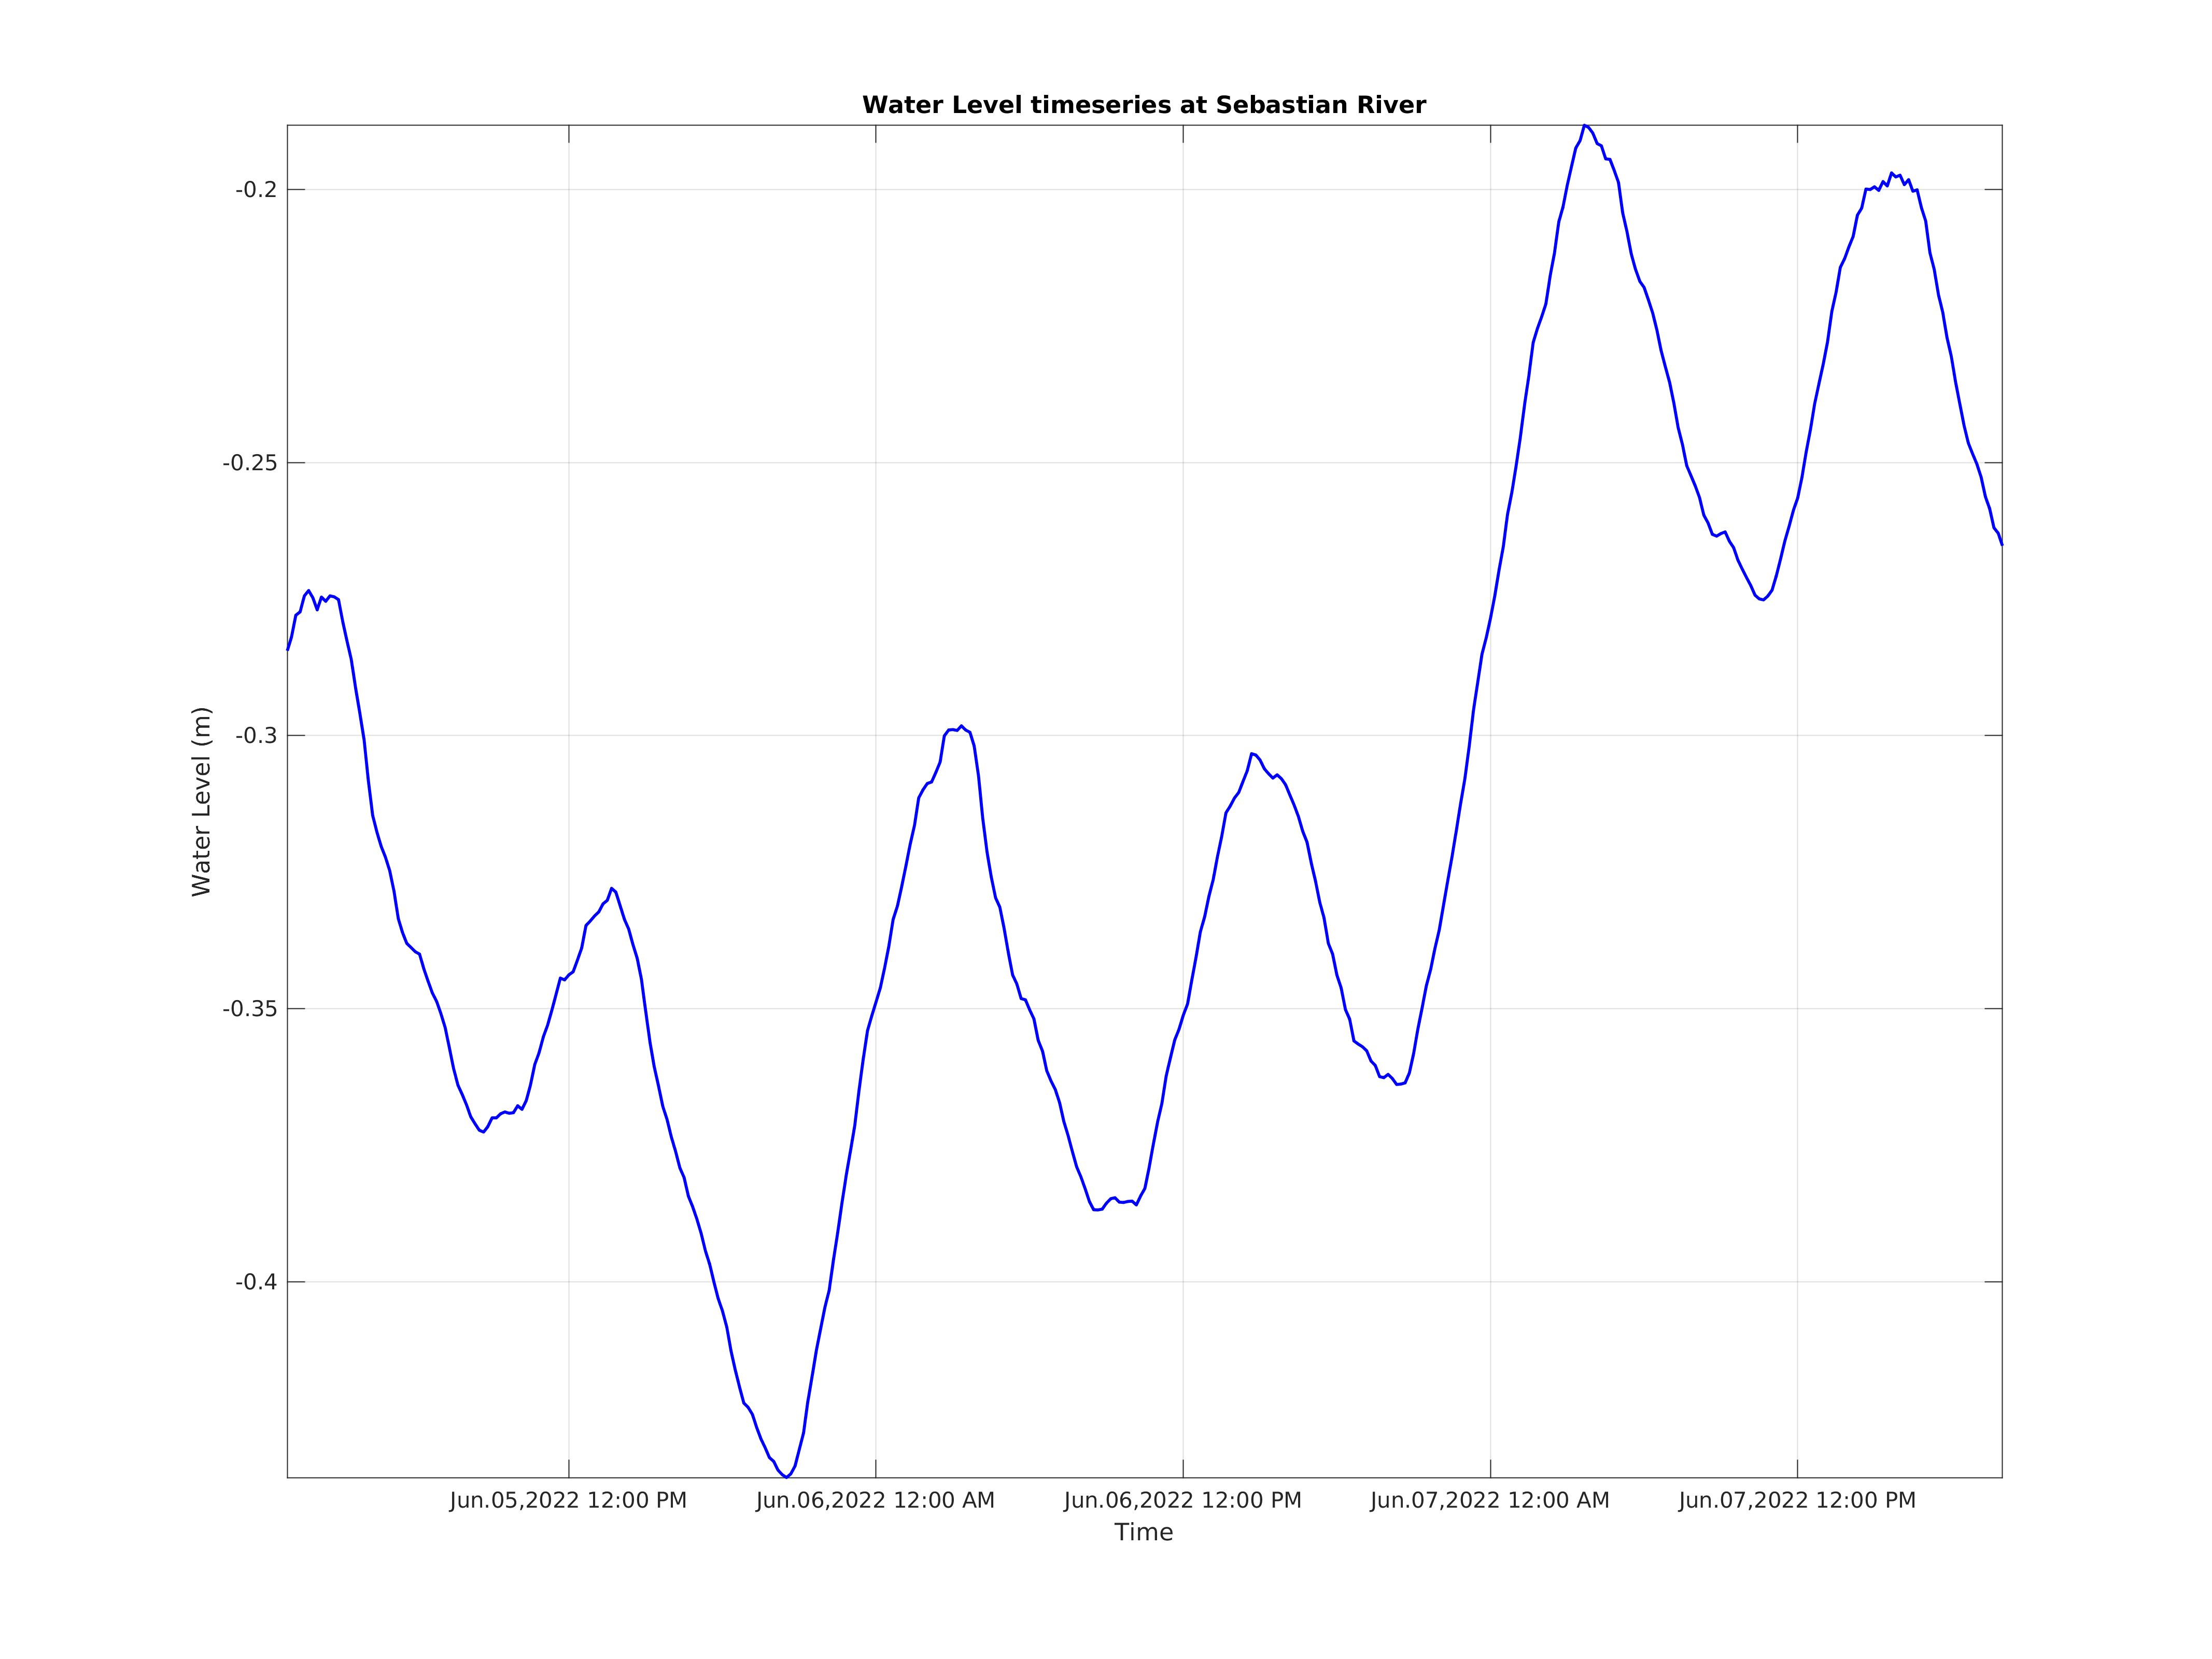 Water Level timeseries at Sebastian River
-0.2
-0.25
-0.3
-0.35
-0.4
Water Level (m)
Jun.05,2022 12:00 PM
Jun.06,2022 12:00 AM
Jun.06,2022 12:00 PM
Jun.07,2022 12:00 AM
Jun.07,2022 12:00 PM
Time